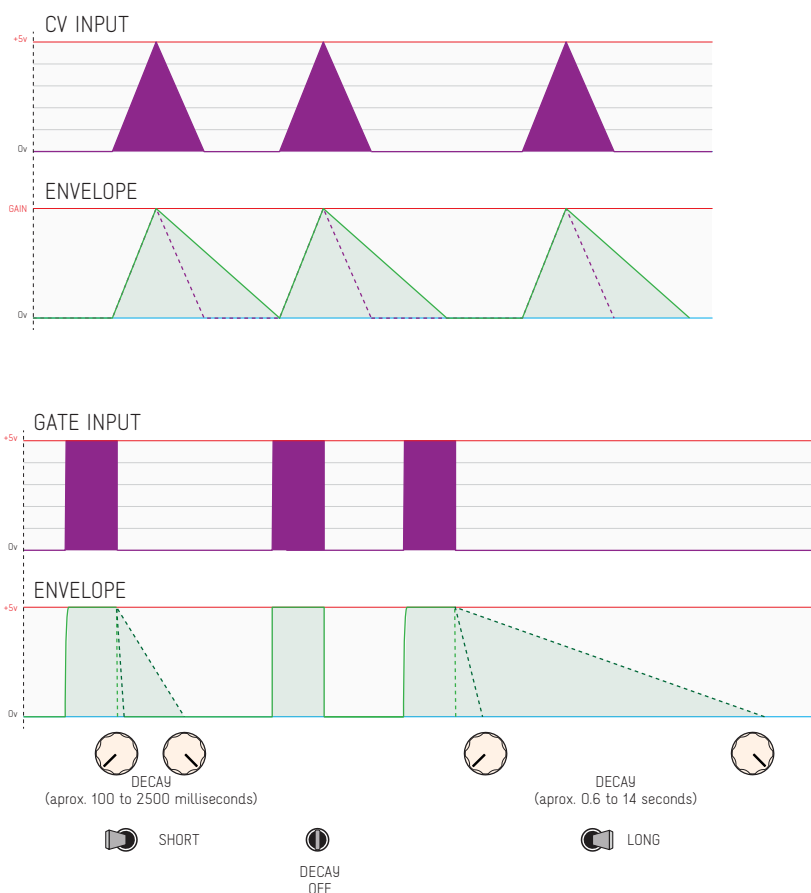 CV INPUT
+5v
0v
ENVELOPE
GAIN
0v
GATE INPUT
+5v
0v
ENVELOPE
+5v
0v
DECAY
(aprox. 100 to 2500 milliseconds)
DECAY
(aprox. 0.6 to 14 seconds)
SHORT
LONG
DECAY
OFF